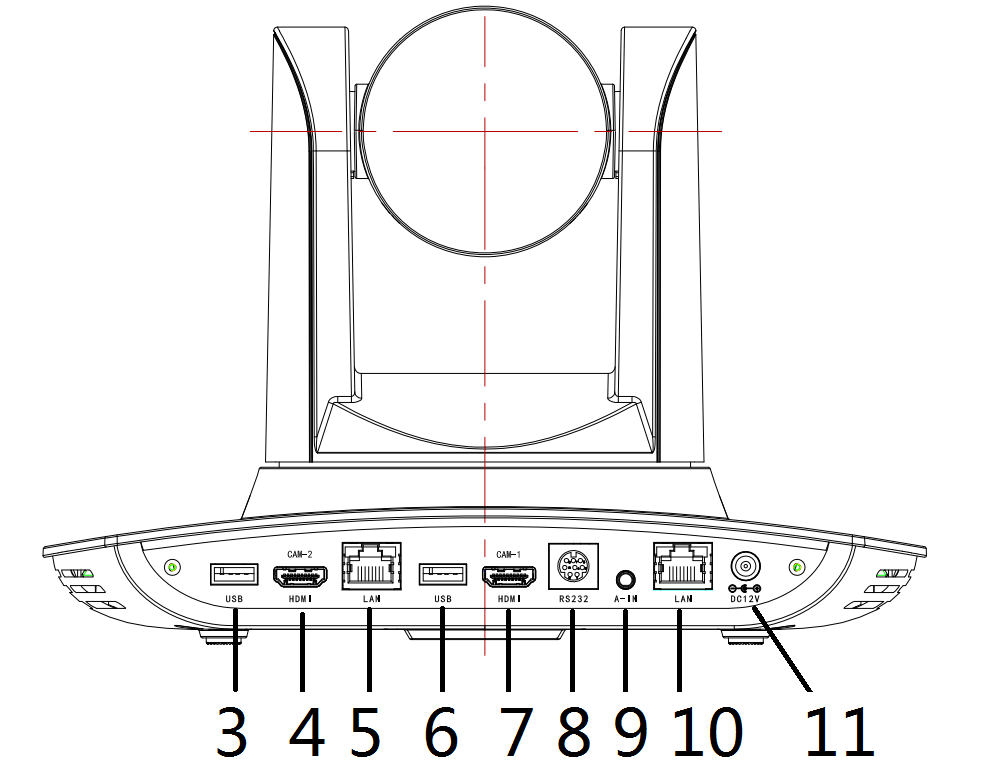 CAM-2 CAM-1
USB HDMI LAN USB HDMI RS232 A-IN LAN DC12V
3 4 5 6 7 8 9 10 11